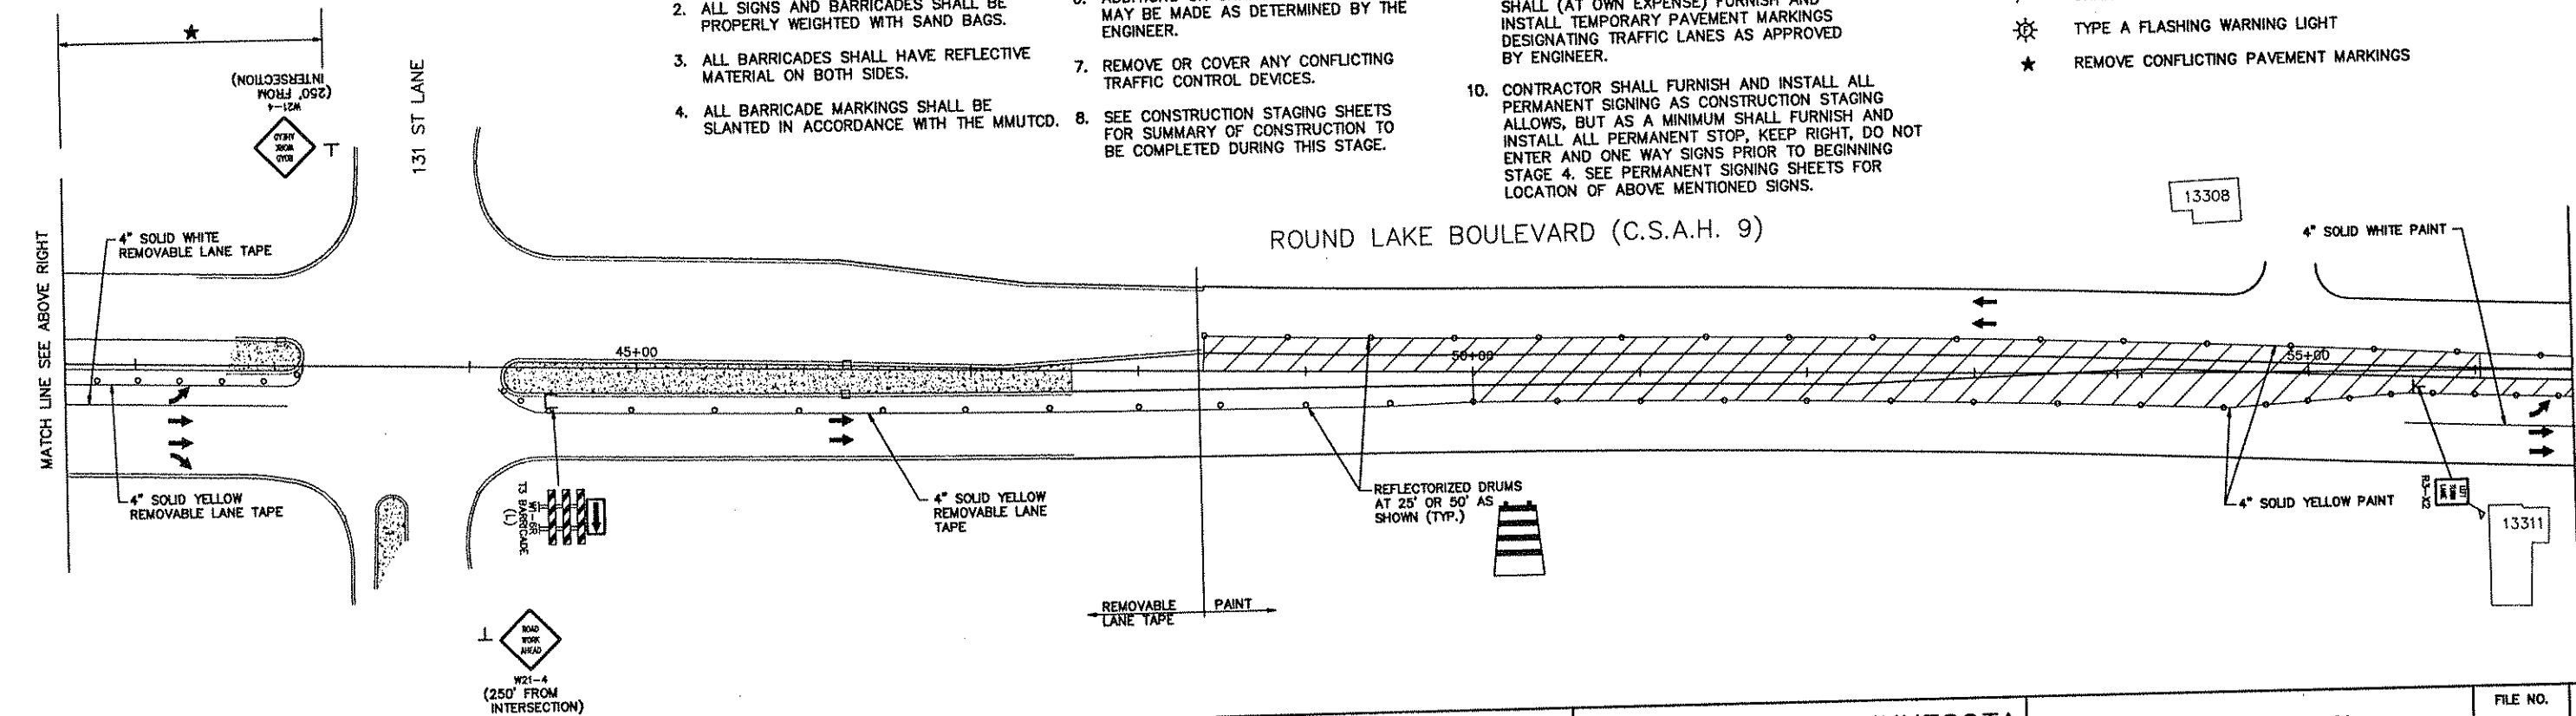 2. ALL SIGNS AND BARRICADES SHALL BE
PROPERLY WEIGHTED WITH SAND BAGS.
3. ALL BARRICADES SHALL HAVE REFLECTIVE
MATERIAL ON BOTH SIDES.
4. ALL BARRICADE MARKINGS SHALL BE
SLANTED IN ACCORDANCE WITH THE MMUTCD.
MAY BE MADE AS DETERMINED BY THE
ENGINEER.
7. REMOVE OR COVER ANY CONFLICTING
TRAFFIC CONTROL DEVICES.
8. SEE CONSTRUCTION STAGING SHEETS
FOR SUMMARY OF CONSTRUCTION TO
BE COMPLETED DURING THIS STAGE.
SHALL (AT OWN EXPENSE) FURNISH AND
INSTALL TEMPORARY PAVEMENT MARKINGS
DESIGNATING TRAFFIC LANES AS APPROVED
BY ENGINEER.
10. CONTRACTOR SHALL FURNISH AND INSTALL ALL
PERMANENT SIGNING AS CONSTRUCTION STAGING
ALLOWS, BUT AS A MINIMUM SHALL FURNISH AND
INSTALL ALL PERMANENT STOP, KEEP RIGHT, DO NOT
ENTER AND ONE WAY SIGNS PRIOR TO BEGINNING
STAGE 4. SEE PERMANENT SIGNING SHEETS FOR
LOCATION OF ABOVE MENTIONED SIGNS.
TYPE A FLASHING WARNING LIGHT
★ REMOVE CONFLICTING PAVEMENT MARKINGS
★
W21-4
(250' FROM
INTERSECTION)
ROAD
WORK
AHEAD
131 ST LANE
MATCH LINE SEE ABOVE RIGHT
4" SOLID WHITE
REMOVABLE LANE TAPE
ROUND LAKE BOULEVARD (C.S.A.H. 9)
13308
4" SOLID WHITE PAINT
45+00
50+00
55+00
4" SOLID YELLOW
REMOVABLE LANE TAPE
T3 BARRICADE
W1-6R
(L)
4" SOLID YELLOW
REMOVABLE LANE
TAPE
REFLECTORIZED DRUMS
AT 25' OR 50' AS
SHOWN (TYP.)
4" SOLID YELLOW PAINT
13311
REMOVABLE
LANE TAPE
PAINT
ROAD
WORK
AHEAD
W21-4
(250' FROM
INTERSECTION)
FILE NO.